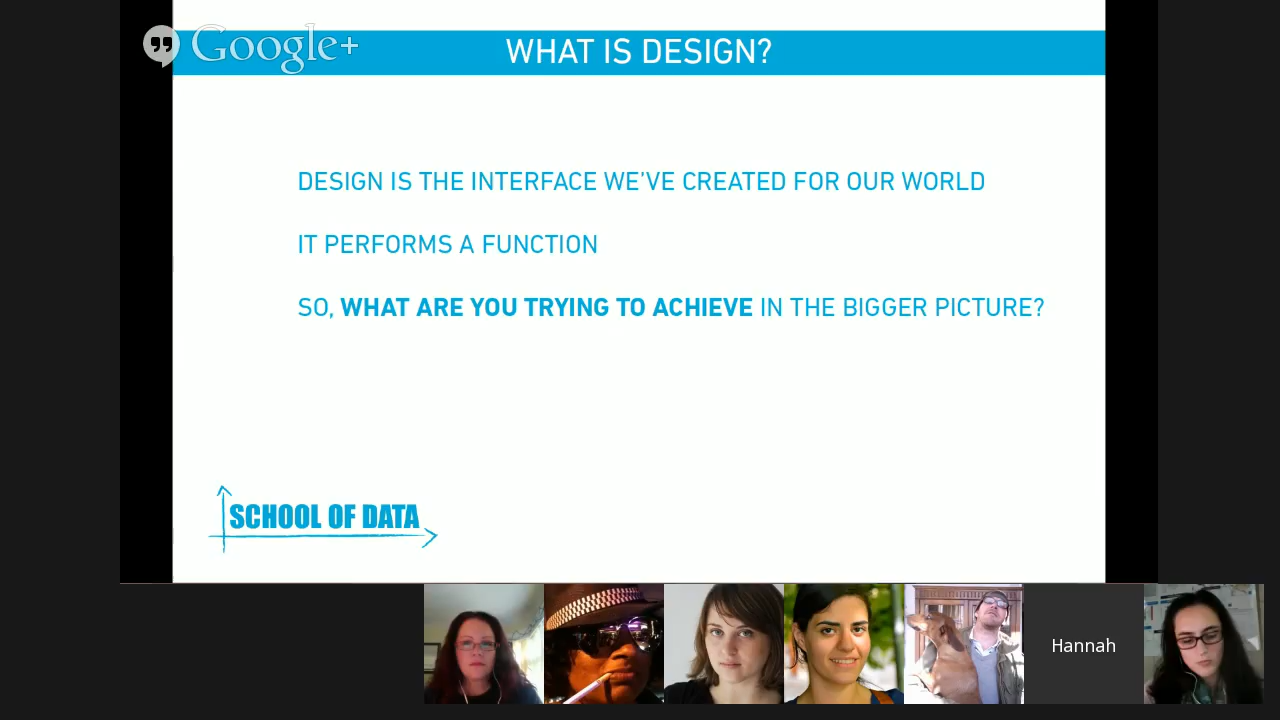 Google+
WHAT IS DESIGN?
DESIGN IS THE INTERFACE WE'VE CREATED FOR OUR WORLD
IT PERFORMS A FUNCTION
SO, WHAT ARE YOU TRYING TO ACHIEVE IN THE BIGGER PICTURE?
SCHOOL OF DATA
Hannah